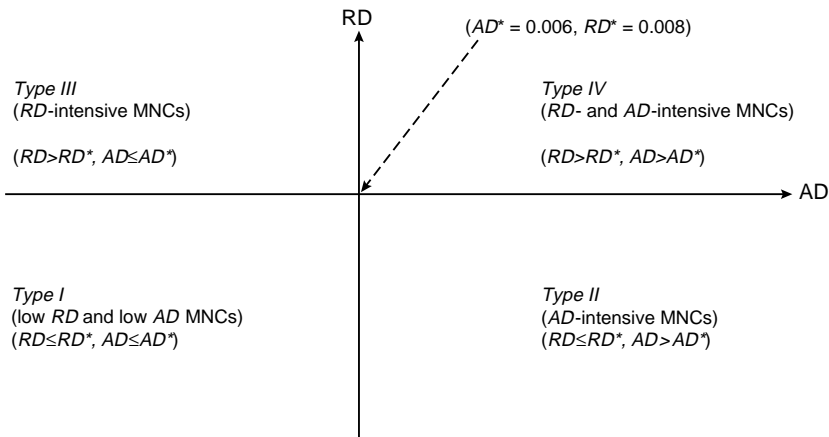 RD
(AD* = 0.006, RD* = 0.008)
Type III
(RD-intensive MNCs)
(RD>RD*, AD≤AD*)
Type IV
(RD- and AD-intensive MNCs)
(RD>RD*, AD>AD*)
AD
Type I
(low RD and low AD MNCs)
(RD≤RD*, AD≤AD*)
Type II
(AD-intensive MNCs)
(RD≤RD*, AD>AD*)